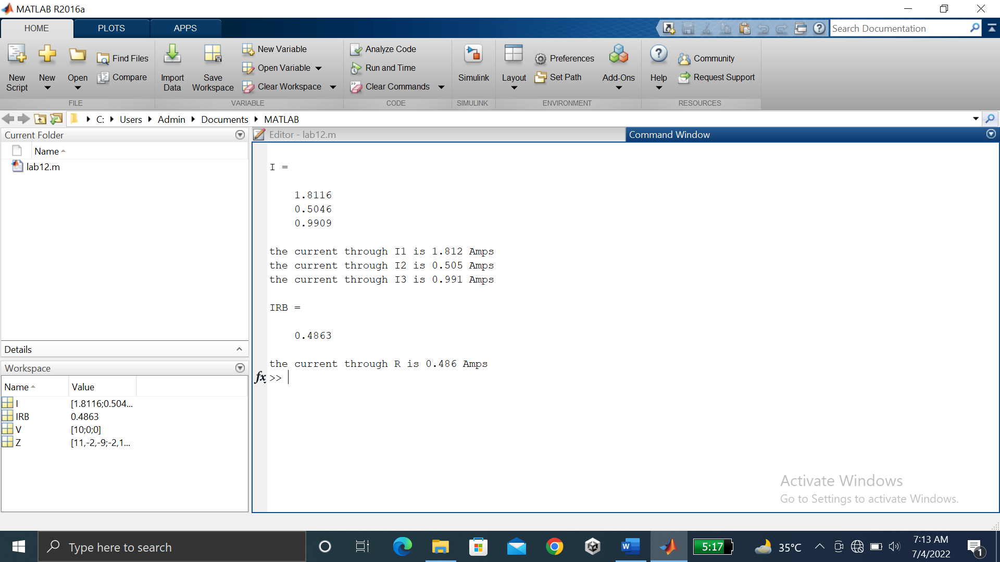 MATLAB R2016a
HOME
PLOTS
APPS
Search Documentation
New Script
New
Open
Find Files
Compare
Import Data
Save Workspace
New Variable
Open Variable
Clear Workspace
Analyze Code
Run and Time
Clear Commands
Simulink
Layout
Preferences
Set Path
Add-Ons
Help
Community
Request Support
FILE
VARIABLE
CODE
SIMULINK
ENVIRONMENT
RESOURCES
C: Users Admin Documents MATLAB
Current Folder
Name
lab12.m
Details
Workspace
Name Value
I [1.8116;0.504...
IRB 0.4863
V [10;0;0]
Z [11,-2,-9;-2,1...
Editor - lab12.m
Command Window
I =
1.8116
0.5046
0.9909
the current through I1 is 1.812 Amps
the current through I2 is 0.505 Amps
the current through I3 is 0.991 Amps
IRB =
0.4863
the current through R is 0.486 Amps
fx >>
Activate Windows
Go to Settings to activate Windows.
Type here to search
5:17
35°C
7:13 AM
7/4/2022
1